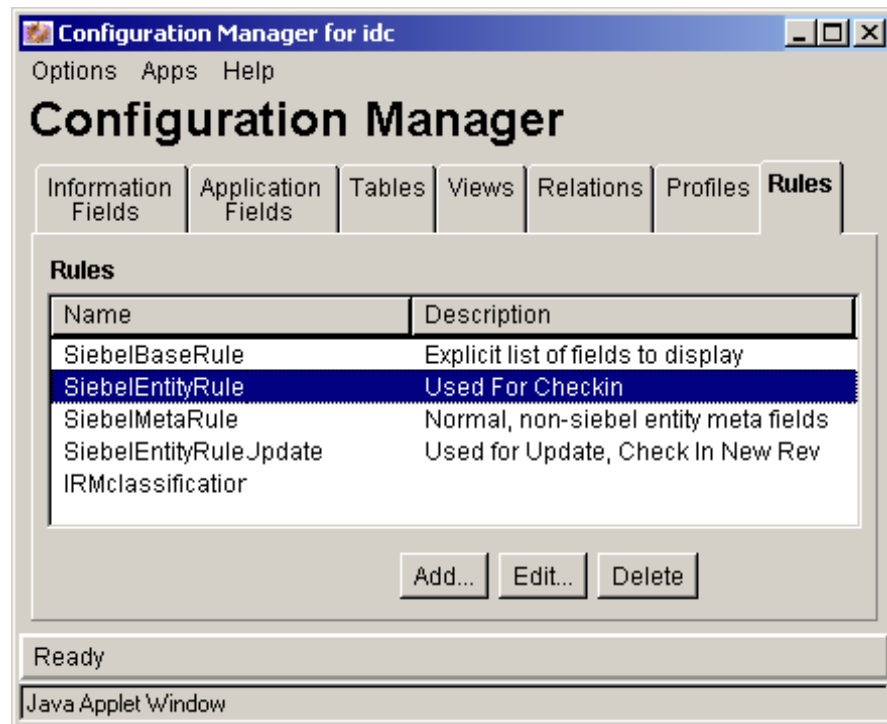 Configuration Manager for idc
Options Apps Help
Configuration Manager
Information Fields Application Fields Tables Views Relations Profiles Rules
Rules
Name Description
SiebelBaseRule Explicit list of fields to display
SiebelEntityRule Used For Checkin
SiebelMetaRule Normal, non-siebel entity meta fields
SiebelEntityRuleJpdate Used for Update, Check In New Rev
IRMclassificatior
Add... Edit... Delete
Ready
Java Applet Window